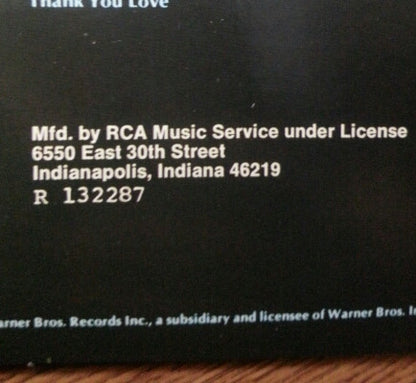 Thank You Love
Mfd. by RCA Music Service under License
6550 East 30th Street
Indianapolis, Indiana 46219
R 132287
Bros. Records Inc., a subsidiary and licensee of Warner Bros.